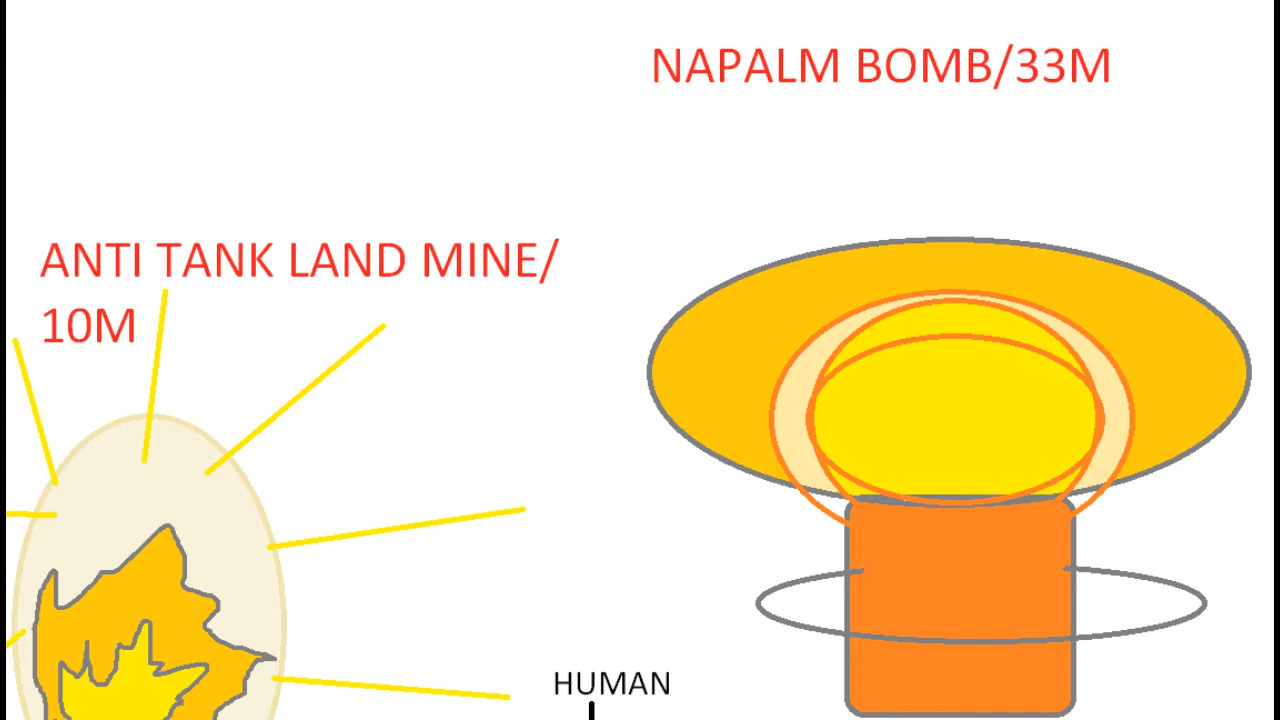 NAPALM BOMB/33M
ANTI TANK LAND MINE/
10M
HUMAN